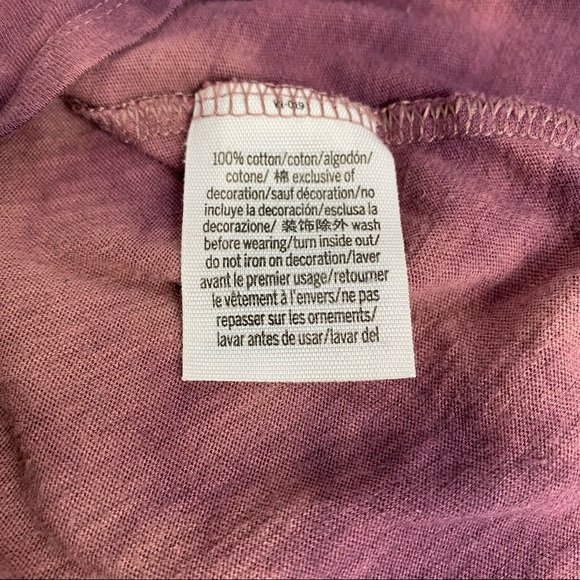 100% cotton/coton/algodón/
cotone/ 棉 exclusive of
decoration/sauf décoration/no
incluye la decoración/esclusa la
decorazione/ 装饰除外 wash
before wearing/turn inside out/
do not iron on decoration/laver
avant le premier usage/retourner
le vêtement à l'envers/ne pas
repasser sur les ornements/
lavar antes de usar/lavar del